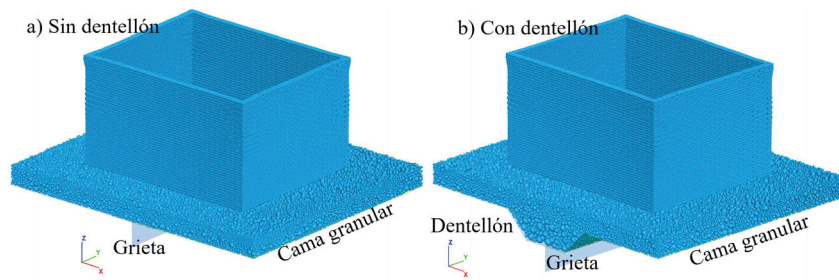 a) Sin dentellón
b) Con dentellón
Grieta
Cama granular
Dentellón
Grieta
Cama granular
Z
Y
X
Z
Y
X